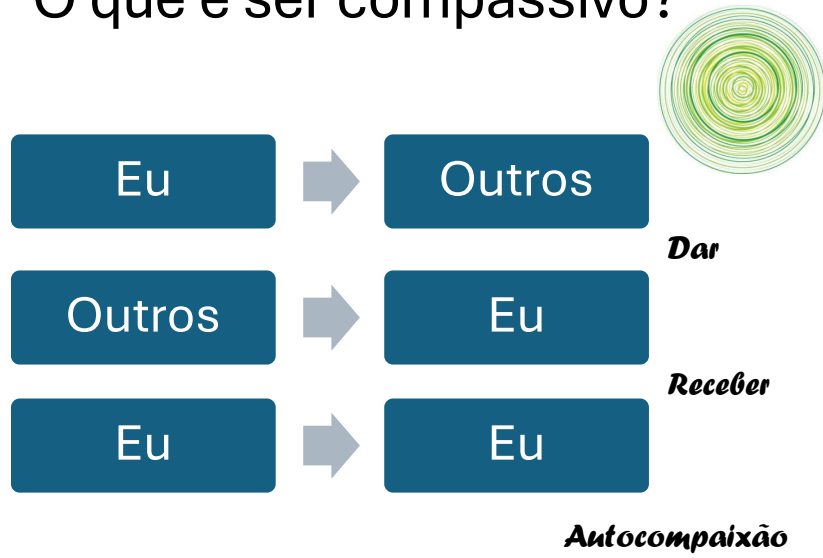 O que é ser compassivo?
Eu Outros
Dar
Outros Eu
Receber
Eu Eu
Autocompaixão